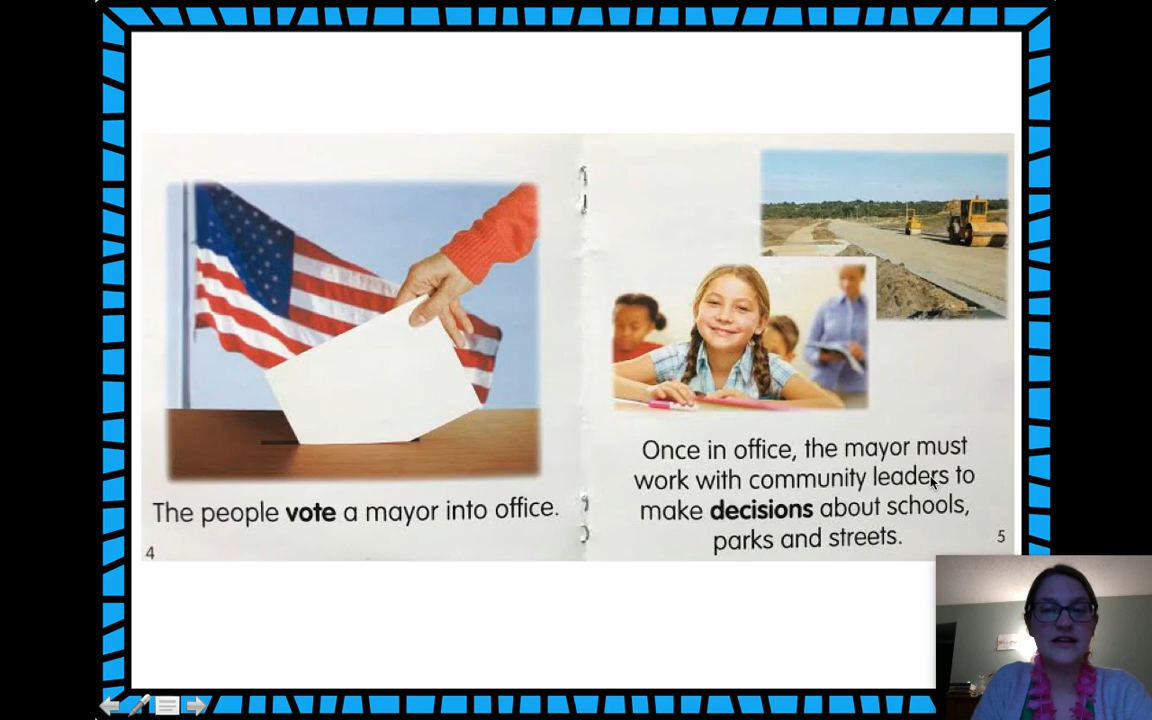 The people vote a mayor into office.
4
Once in office, the mayor must
work with community leaders to
make decisions about schools,
parks and streets.
5